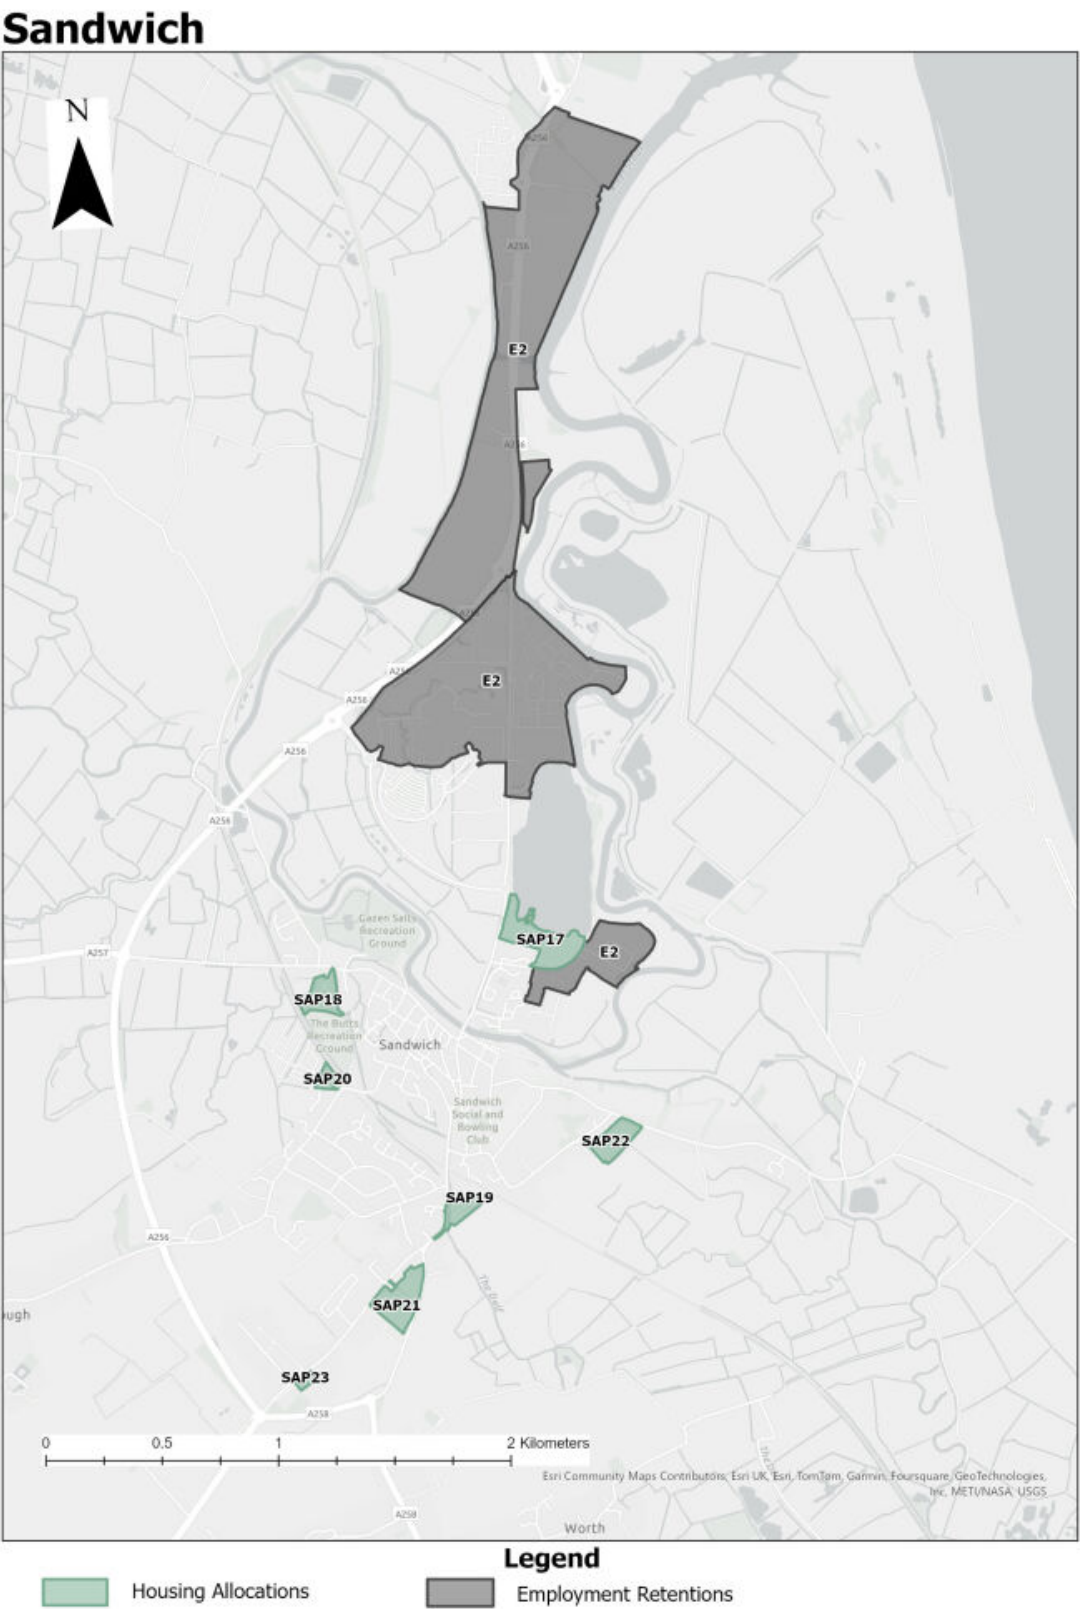 Sandwich
N
A256
A256
E2
A256
A256
E2
A256
A256
A256
A256
Gazen Salts
Recreation
Ground
SAP17
E2
A257
SAP18
The Butts
Recreation
Ground
Sandwich
SAP20
Sandwich
Social and
Bowling
Club
SAP22
SAP19
A256
The Delf
SAP21
ugh
SAP23
A258
0 0.5 1 2 Kilometers
Esri Community Maps Contributors, Esri UK, Esri, TomTom, Garmin, Foursquare, GeoTechnologies,
Inc, METI/NASA, USGS
A258
Worth
Legend
Housing Allocations
Employment Retentions